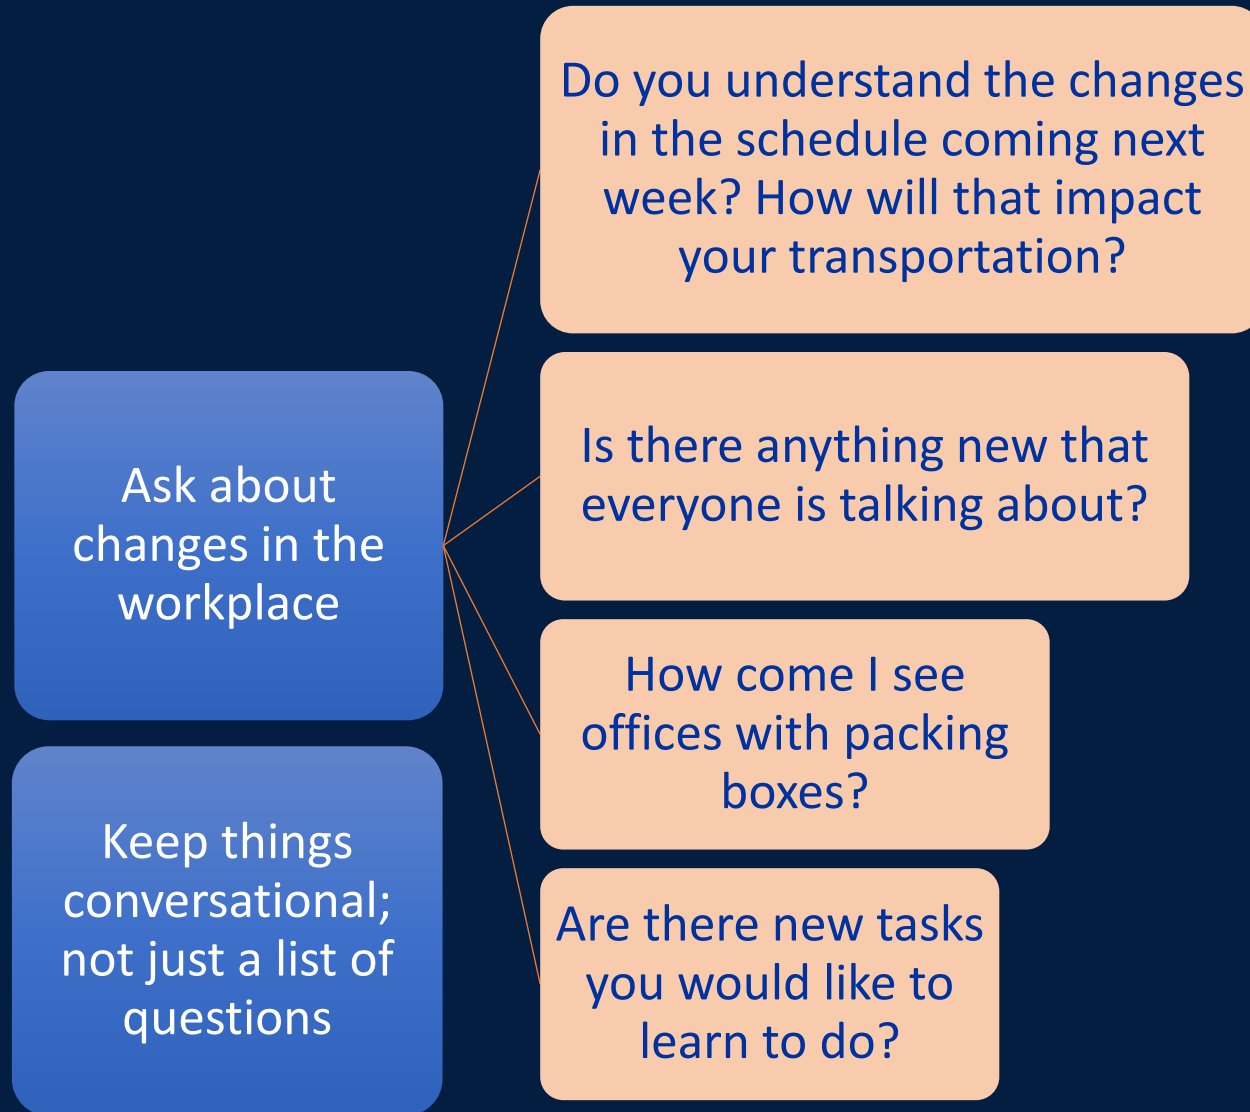 Ask about
changes in the
workplace
Do you understand the changes
in the schedule coming next
week? How will that impact
your transportation?
Is there anything new that
everyone is talking about?
How come I see
offices with packing
boxes?
Are there new tasks
you would like to
learn to do?
Keep things
conversational;
not just a list of
questions